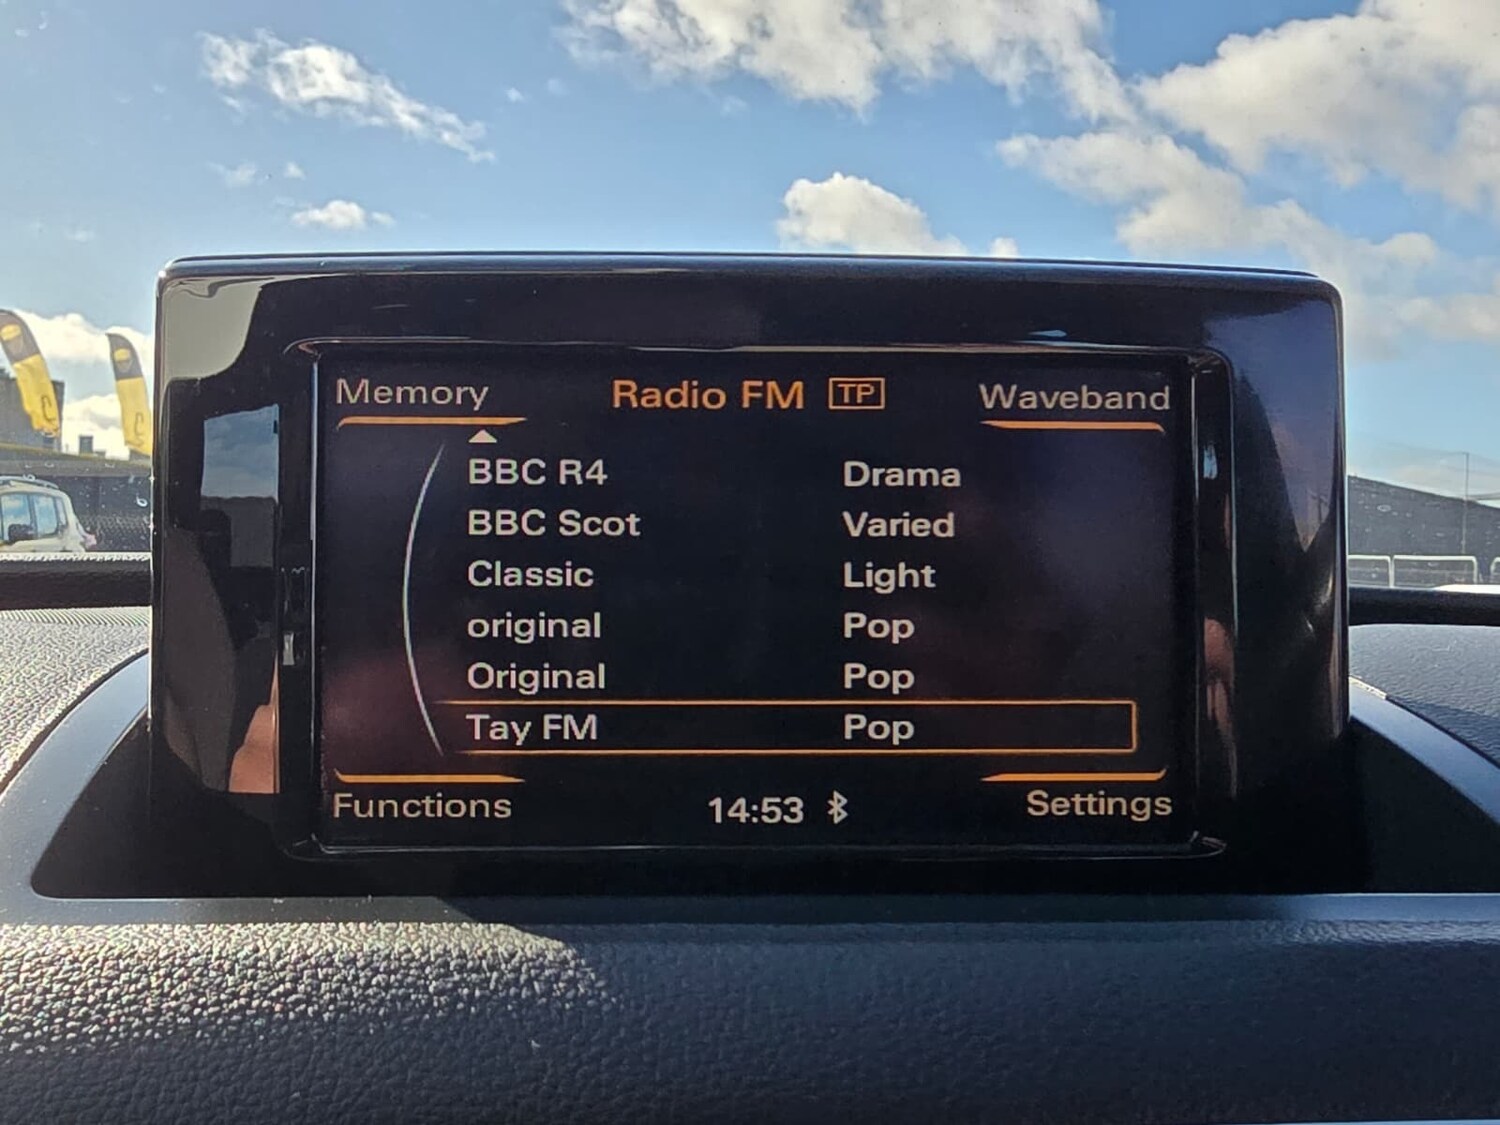 Memory Radio FM TP Waveband
BBC R4 Drama
BBC Scot Varied
Classic Light
original Pop
Original Pop
Tay FM Pop
Functions 14:53 Settings